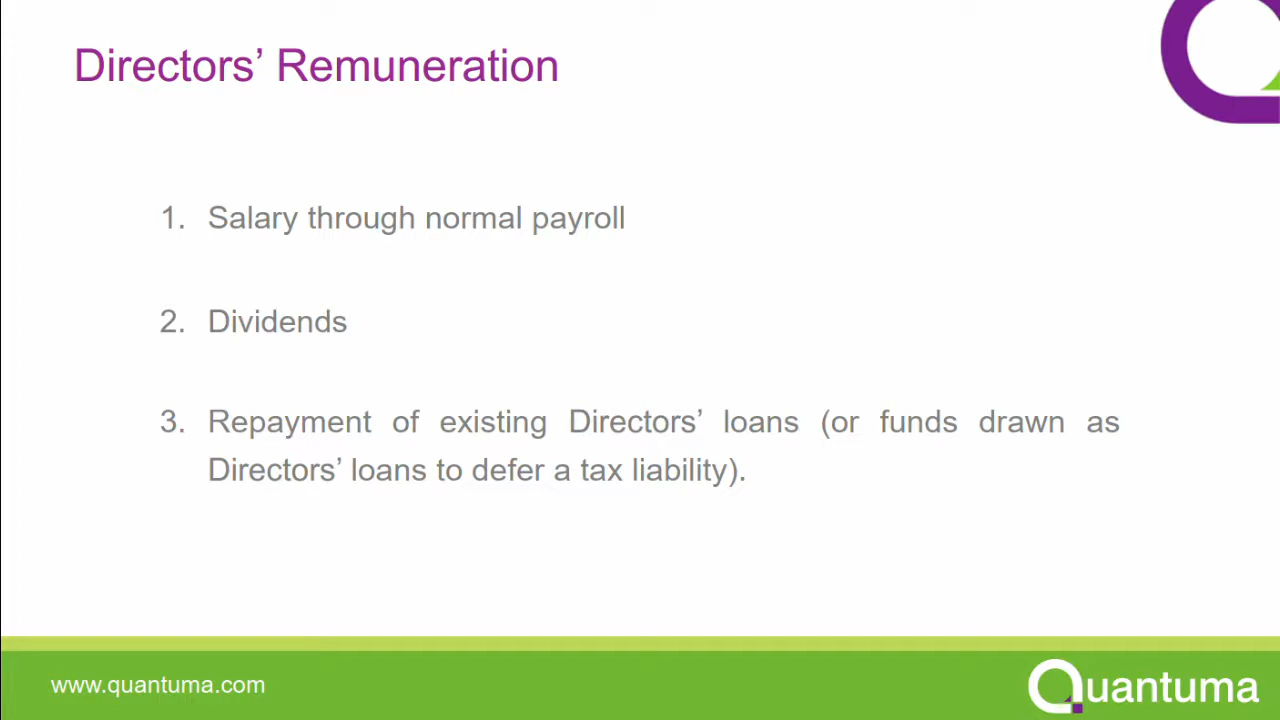 Directors’ Remuneration
1. Salary through normal payroll
2. Dividends
3. Repayment of existing Directors’ loans (or funds drawn as
Directors’ loans to defer a tax liability).
www.quantuma.com
Quantuma